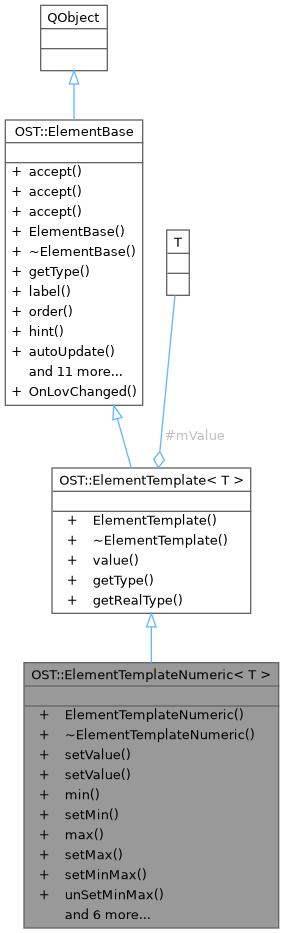 QObject
OST::ElementBase
+ accept()
+ accept()
+ accept()
+ ElementBase()
+ ~ElementBase()
+ getType()
+ label()
+ order()
+ hint()
+ autoUpdate()
and 11 more...
+ OnLovChanged()
T
#mValue
OST::ElementTemplate< T >
+ ElementTemplate()
+ ~ElementTemplate()
+ value()
+ getType()
+ getRealType()
OST::ElementTemplateNumeric< T >
+ ElementTemplateNumeric()
+ ~ElementTemplateNumeric()
+ setValue()
+ setValue()
+ min()
+ setMin()
+ max()
+ setMax()
+ setMinMax()
+ unSetMinMax()
and 6 more...